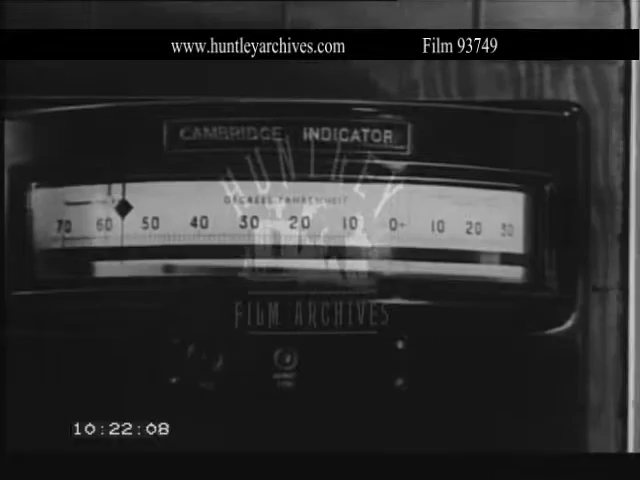 www.huntleyarchives.com Film 93749
CAMBRIDGE INDICATOR
HUNTLEY
DEGREES FAHRENHEIT
70 60 50 40 30 20 10 0+ 10 20 30
FILM ARCHIVES
10:22:08